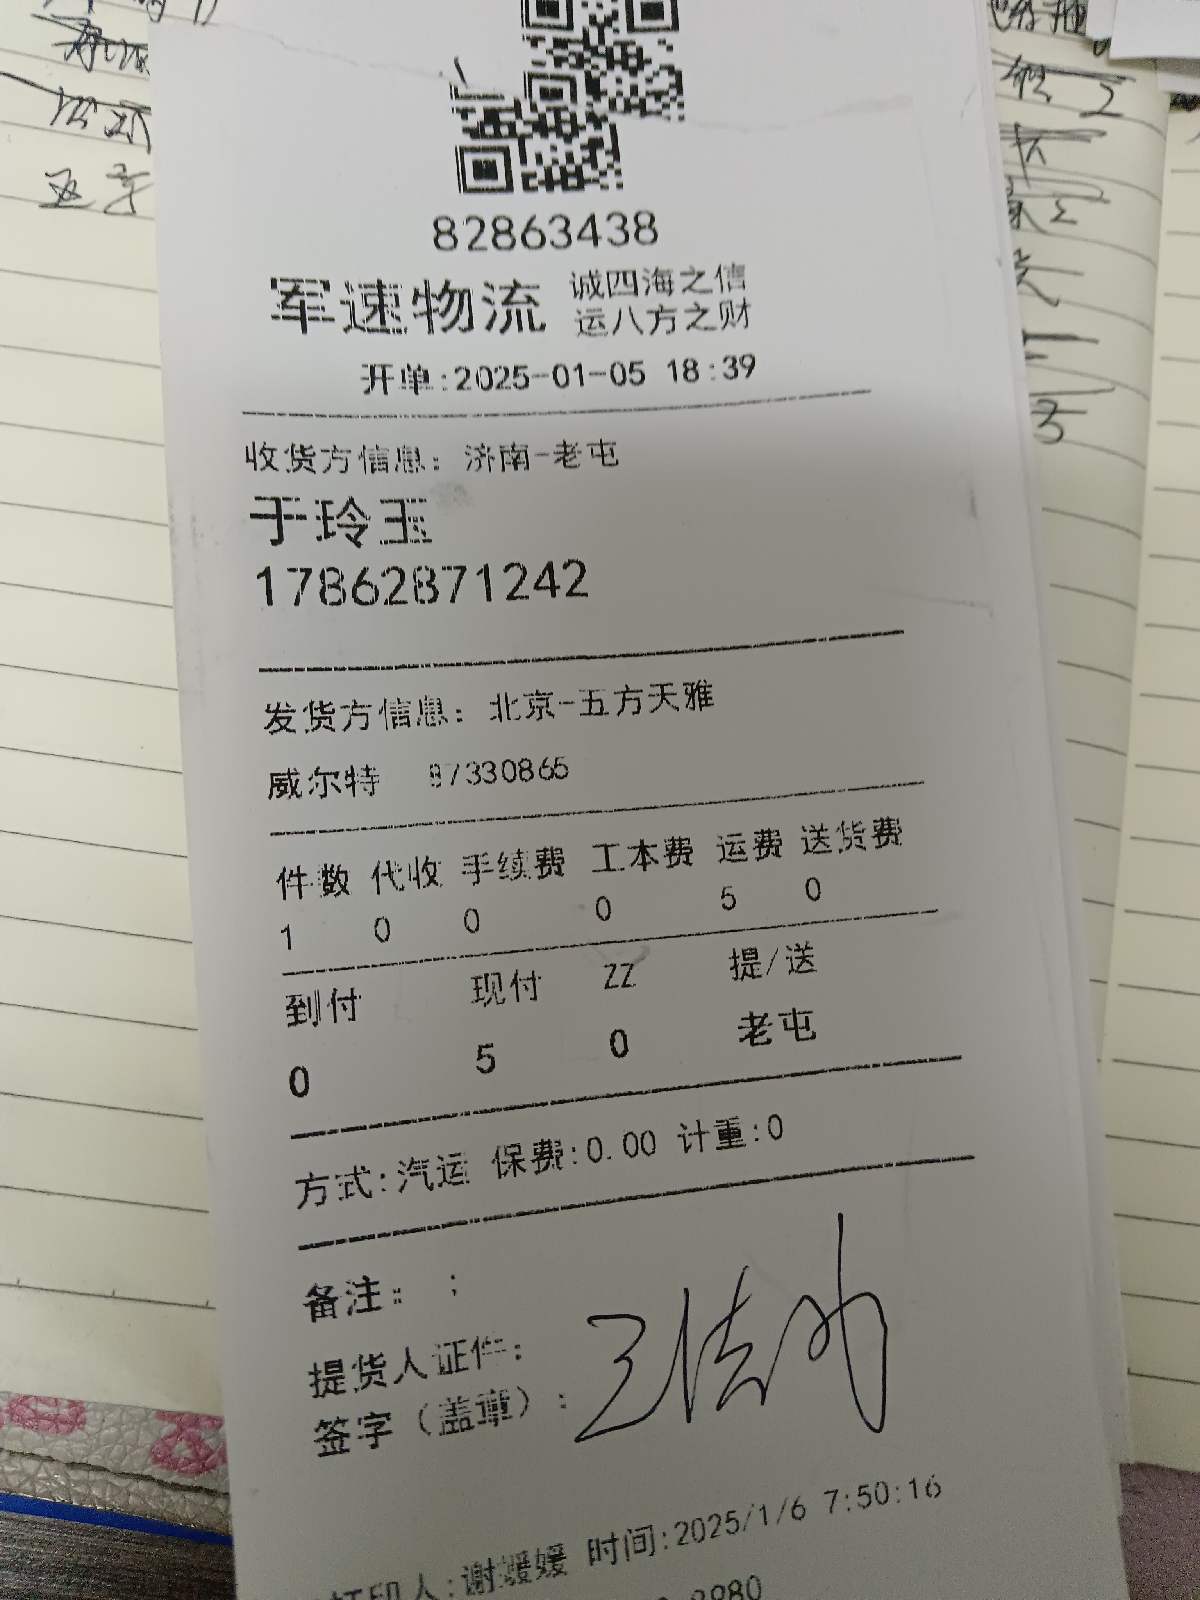 82863438
军速物流 诚四海之信
运八方之财
开单:2025-01-05 18:39
收货方信息: 济南-老屯
于玲玉
17862871242
发货方信息: 北京-五方天雅
威尔特 87330865
件数 代收 手续费 工本费 运费 送货费
1 0 0 0 5 0
到付 现付 ZZ 提/送
0 5 0 老屯
方式:汽运 保费:0.00 计重:0
备注: ;
提货人证件:
签字（盖章）:
打印人:谢媛媛 时间:2025/1/6 7:50:16